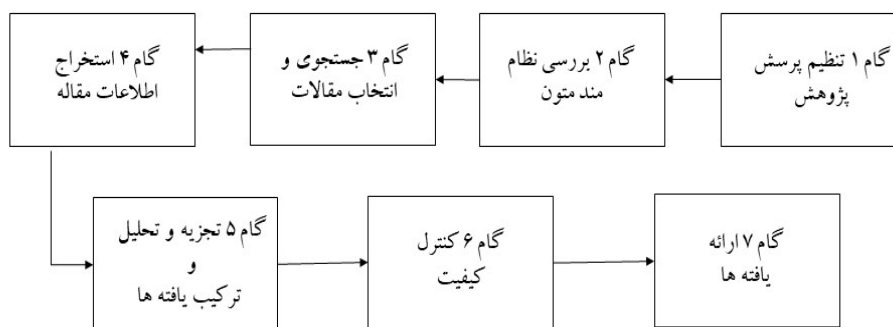 گام ۱ تنظیم پرسش
پژوهش
گام ۲ بررسی نظام
مند متون
گام ۳ جستجوی و
انتخاب مقالات
گام ۴ استخراج
اطلاعات مقاله
گام ۵ تجزیه و تحلیل
و
ترکیب یافته ها
گام ۶ کنترل
کیفیت
گام ۷ ارائه
یافته ها